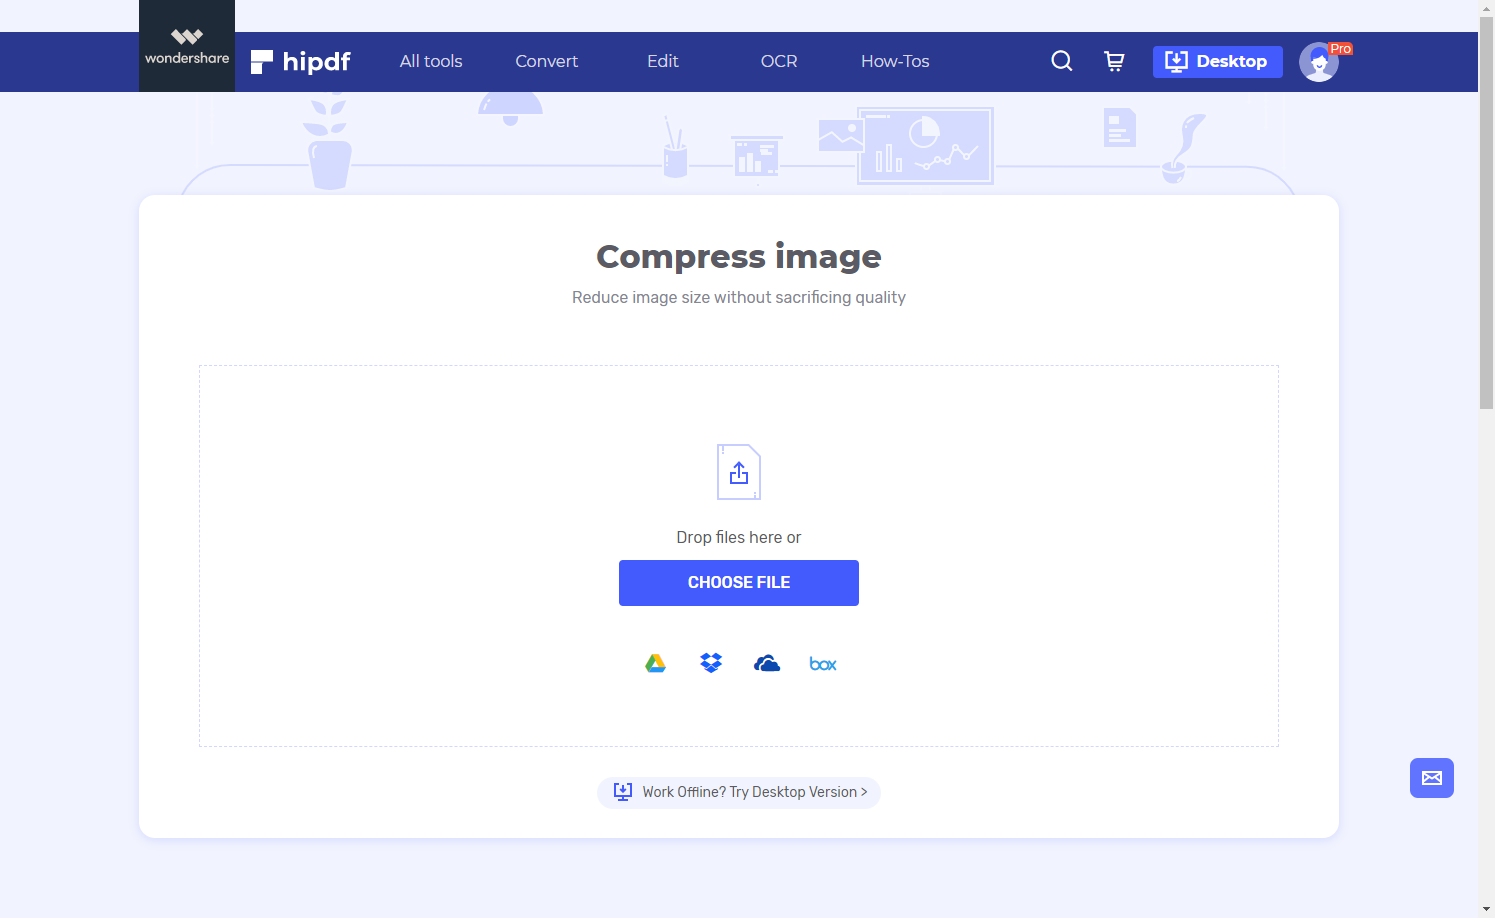 wondershare
hipdf
All tools
Convert
Edit
OCR
How-Tos
Desktop
Pro
Compress image
Reduce image size without sacrificing quality
Drop files here or
CHOOSE FILE
box
Work Offline? Try Desktop Version >